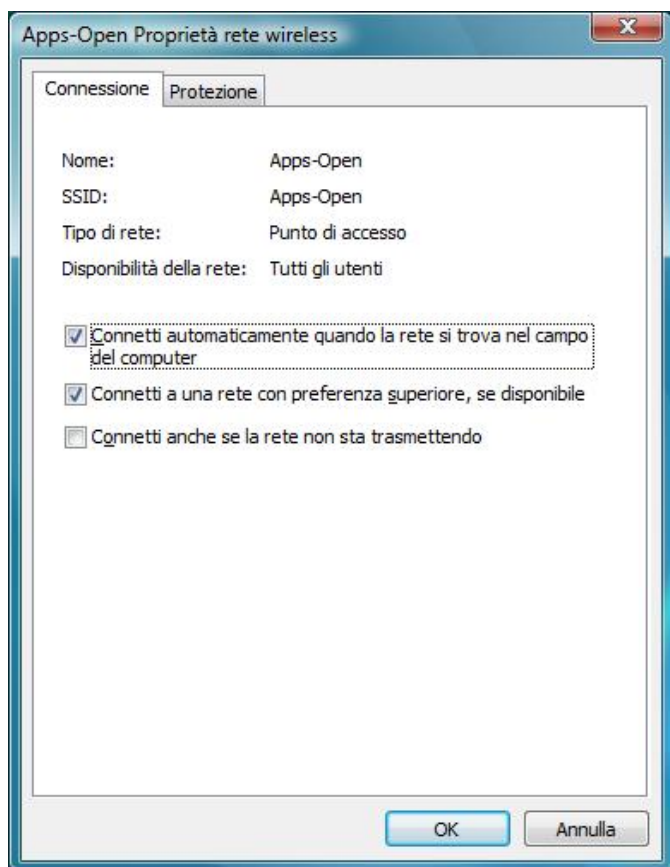 Apps-Open Proprietà rete wireless
Connessione Protezione
Nome: Apps-Open
SSID: Apps-Open
Tipo di rete: Punto di accesso
Disponibilità della rete: Tutti gli utenti
Connetti automaticamente quando la rete si trova nel campo
del computer
Connetti a una rete con preferenza superiore, se disponibile
Connetti anche se la rete non sta trasmettendo
OK Annulla